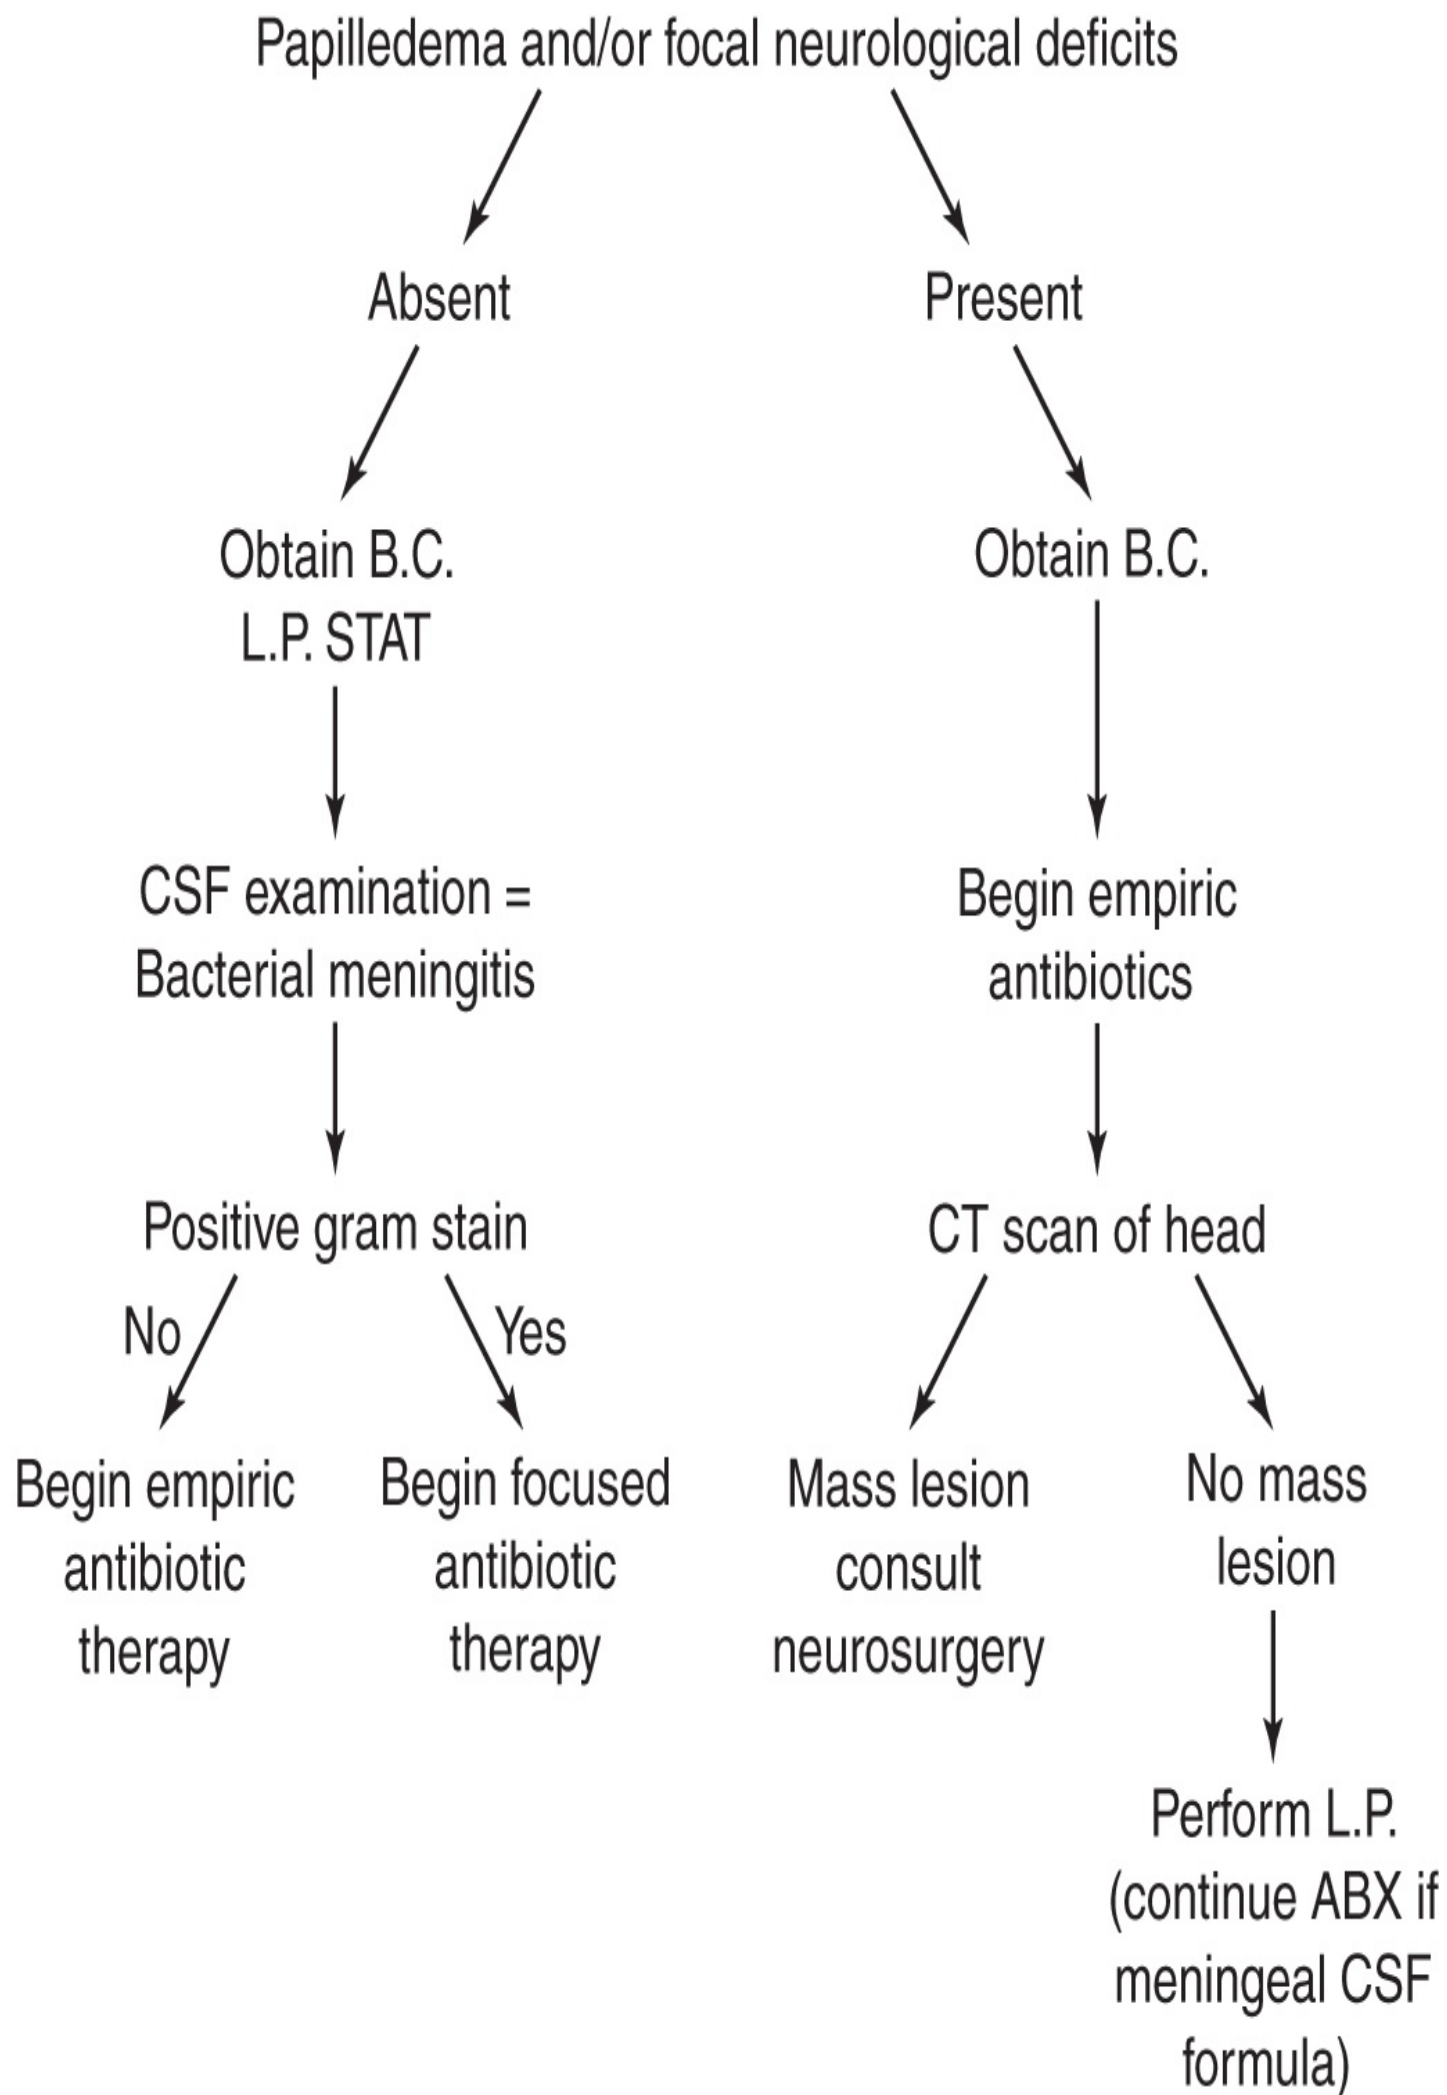 Papilledema and/or focal neurological deficits
Absent
Present
Obtain B.C.
L.P. STAT
Obtain B.C.
CSF examination =
Bacterial meningitis
Begin empiric
antibiotics
Positive gram stain
CT scan of head
No
Yes
Begin empiric
antibiotic
therapy
Begin focused
antibiotic
therapy
Mass lesion
consult
neurosurgery
No mass
lesion
Perform L.P.
(continue ABX if
meningeal CSF
formula)